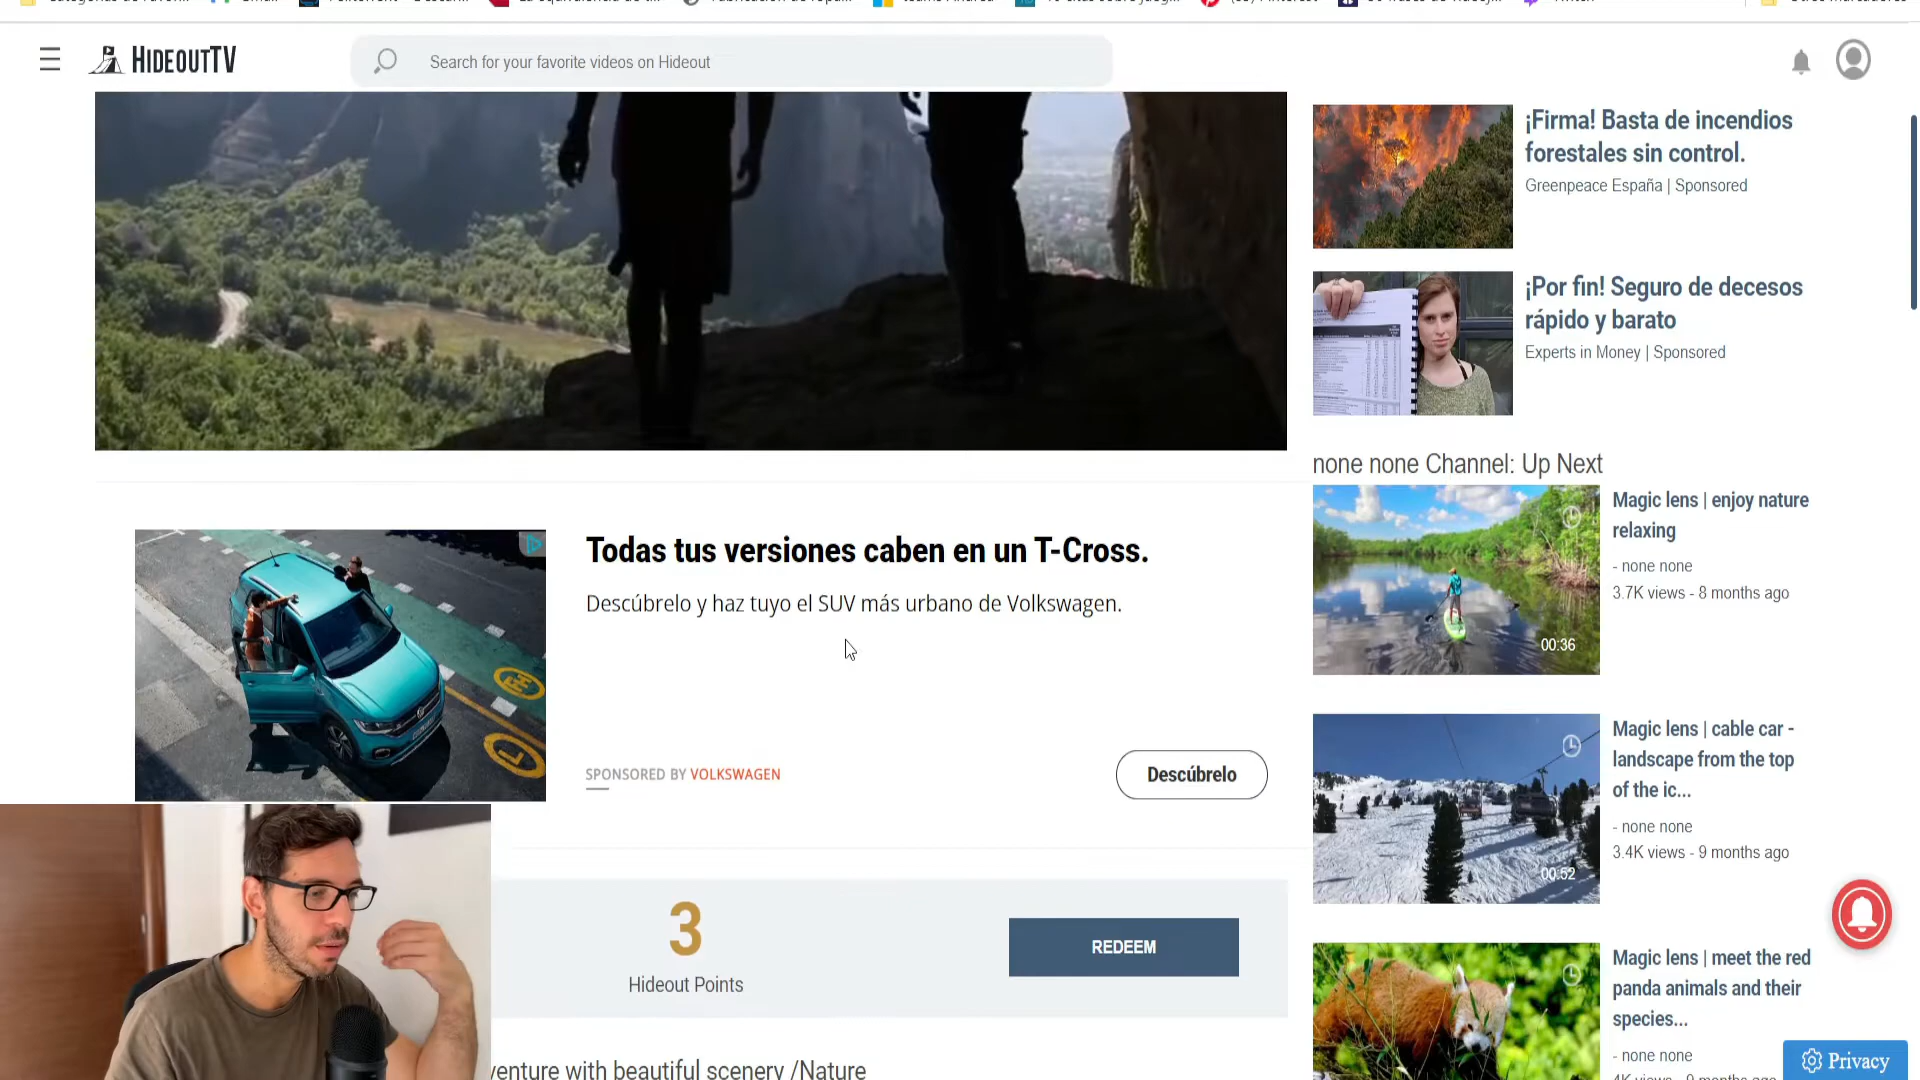 HIDEOUTTV
Search for your favorite videos on Hideout
¡Firma! Basta de incendios
forestales sin control.
Greenpeace España | Sponsored
¡Por fin! Seguro de decesos
rápido y barato
Experts in Money | Sponsored
none none Channel: Up Next
Magic lens | enjoy nature
relaxing
- none none
3.7K views - 8 months ago
00:36
Todas tus versiones caben en un T-Cross.
Descúbrelo y haz tuyo el SUV más urbano de Volkswagen.
SPONSORED BY VOLKSWAGEN
Descúbrelo
Magic lens | cable car -
landscape from the top
of the ic...
- none none
3.4K views - 9 months ago
00:52
3
Hideout Points
REDEEM
Magic lens | meet the red
panda animals and their
species...
- none none
Privacy
venture with beautiful scenery /Nature